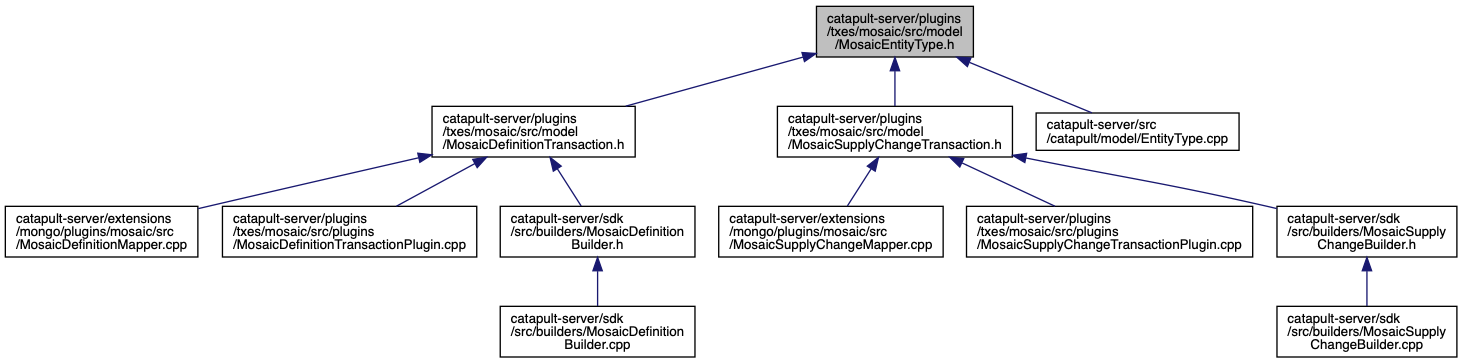 catapult-server/plugins
/txes/mosaic/src/model
/MosaicEntityType.h
catapult-server/plugins
/txes/mosaic/src/model
/MosaicDefinitionTransaction.h
catapult-server/plugins
/txes/mosaic/src/model
/MosaicSupplyChangeTransaction.h
catapult-server/src
/catapult/model/EntityType.cpp
catapult-server/extensions
/mongo/plugins/mosaic/src
/MosaicDefinitionMapper.cpp
catapult-server/plugins
/txes/mosaic/src/plugins
/MosaicDefinitionTransactionPlugin.cpp
catapult-server/sdk
/src/builders/MosaicDefinition
Builder.h
catapult-server/extensions
/mongo/plugins/mosaic/src
/MosaicSupplyChangeMapper.cpp
catapult-server/plugins
/txes/mosaic/src/plugins
/MosaicSupplyChangeTransactionPlugin.cpp
catapult-server/sdk
/src/builders/MosaicSupply
ChangeBuilder.h
catapult-server/sdk
/src/builders/MosaicDefinition
Builder.cpp
catapult-server/sdk
/src/builders/MosaicSupply
ChangeBuilder.cpp